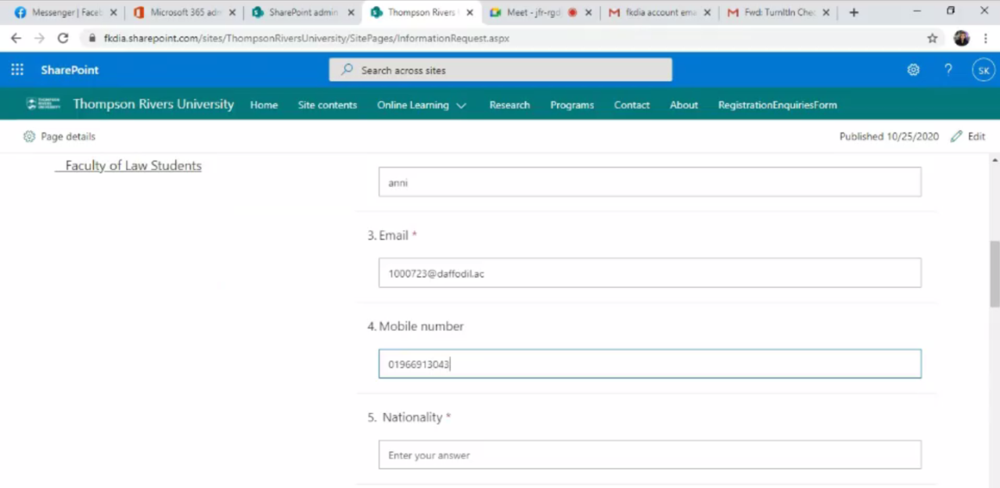 Messenger | Faceb
Microsoft 365 adm
SharePoint admin
Thompson Rivers
Meet - jfr-rgd
fkdia account ema
Fwd: TurnItIn Chec
fkdia.sharepoint.com/sites/ThompsonRiversUniversity/SitePages/InformationRequest.aspx
SharePoint
Search across sites
SK
THOMPSON RIVERS UNIVERSITY
Thompson Rivers University Home Site contents Online Learning Research Programs Contact About RegistrationEnquiriesForm
Page details
Published 10/25/2020 Edit
Faculty of Law Students
anni
3. Email *
1000723@daffodil.ac
4. Mobile number
01966913043
5. Nationality *
Enter your answer